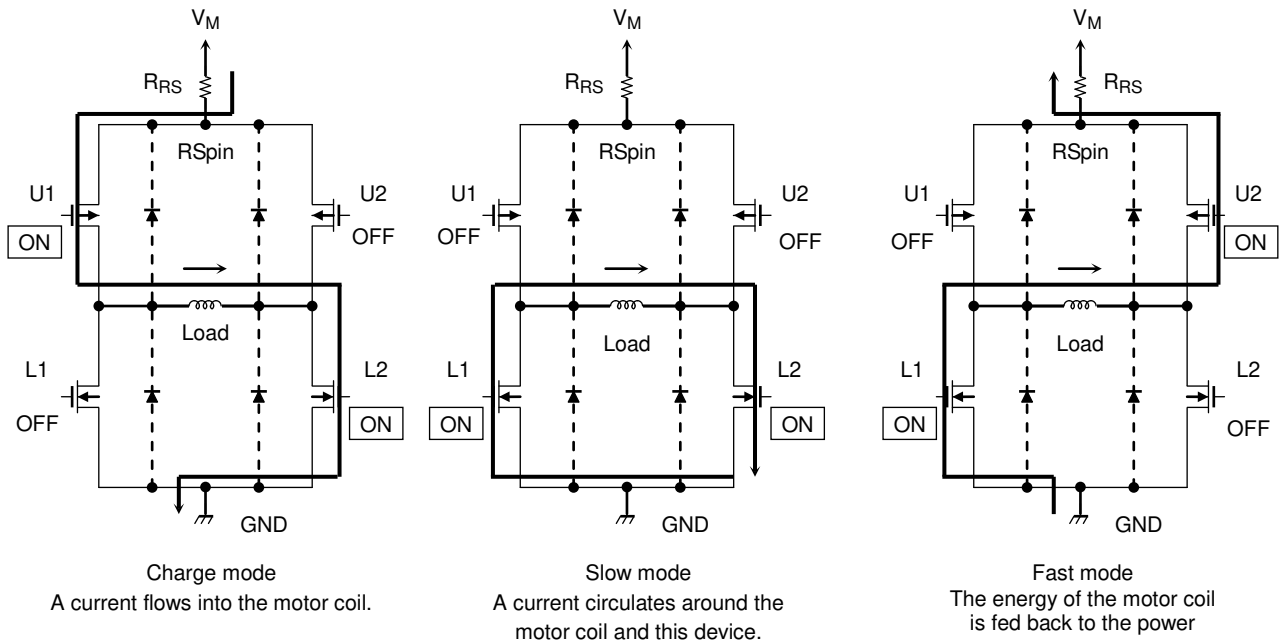 VM
RRS
RSpin
U1
U2
ON
OFF
Load
L1
L2
OFF
ON
GND
Charge mode
A current flows into the motor coil.
VM
RRS
RSpin
U1
U2
OFF
OFF
Load
L1
L2
ON
ON
GND
Slow mode
A current circulates around the
motor coil and this device.
VM
RRS
RSpin
U1
U2
OFF
ON
Load
L1
L2
ON
OFF
GND
Fast mode
The energy of the motor coil
is fed back to the power